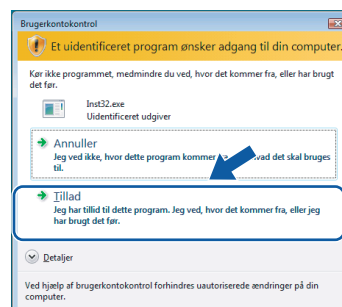 Brugerkontokontrol
Et uidentificeret program ønsker adgang til din computer.
Kør ikke programmet, medmindre du ved, hvor det kommer fra, eller har brugt
det før.
Inst32.exe
Uidentificeret udgiver
Annuller
Jeg ved ikke, hvor dette program kommer det skal bruges
til.
Tillad
Jeg har tillid til dette program. Jeg ved, hvor det kommer fra, eller jeg
har brugt det før.
Detaljer
Ved hjælp af brugerkontokontrol forhindres uautoriserede ændringer på din
computer.